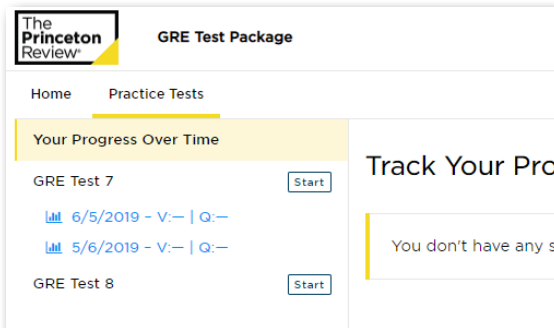 The
Princeton
Review®
GRE Test Package
Home Practice Tests
Your Progress Over Time
GRE Test 7 Start
6/5/2019 – V:— | Q:—
5/6/2019 – V:— | Q:—
GRE Test 8 Start
Track Your Pro
You don't have any s